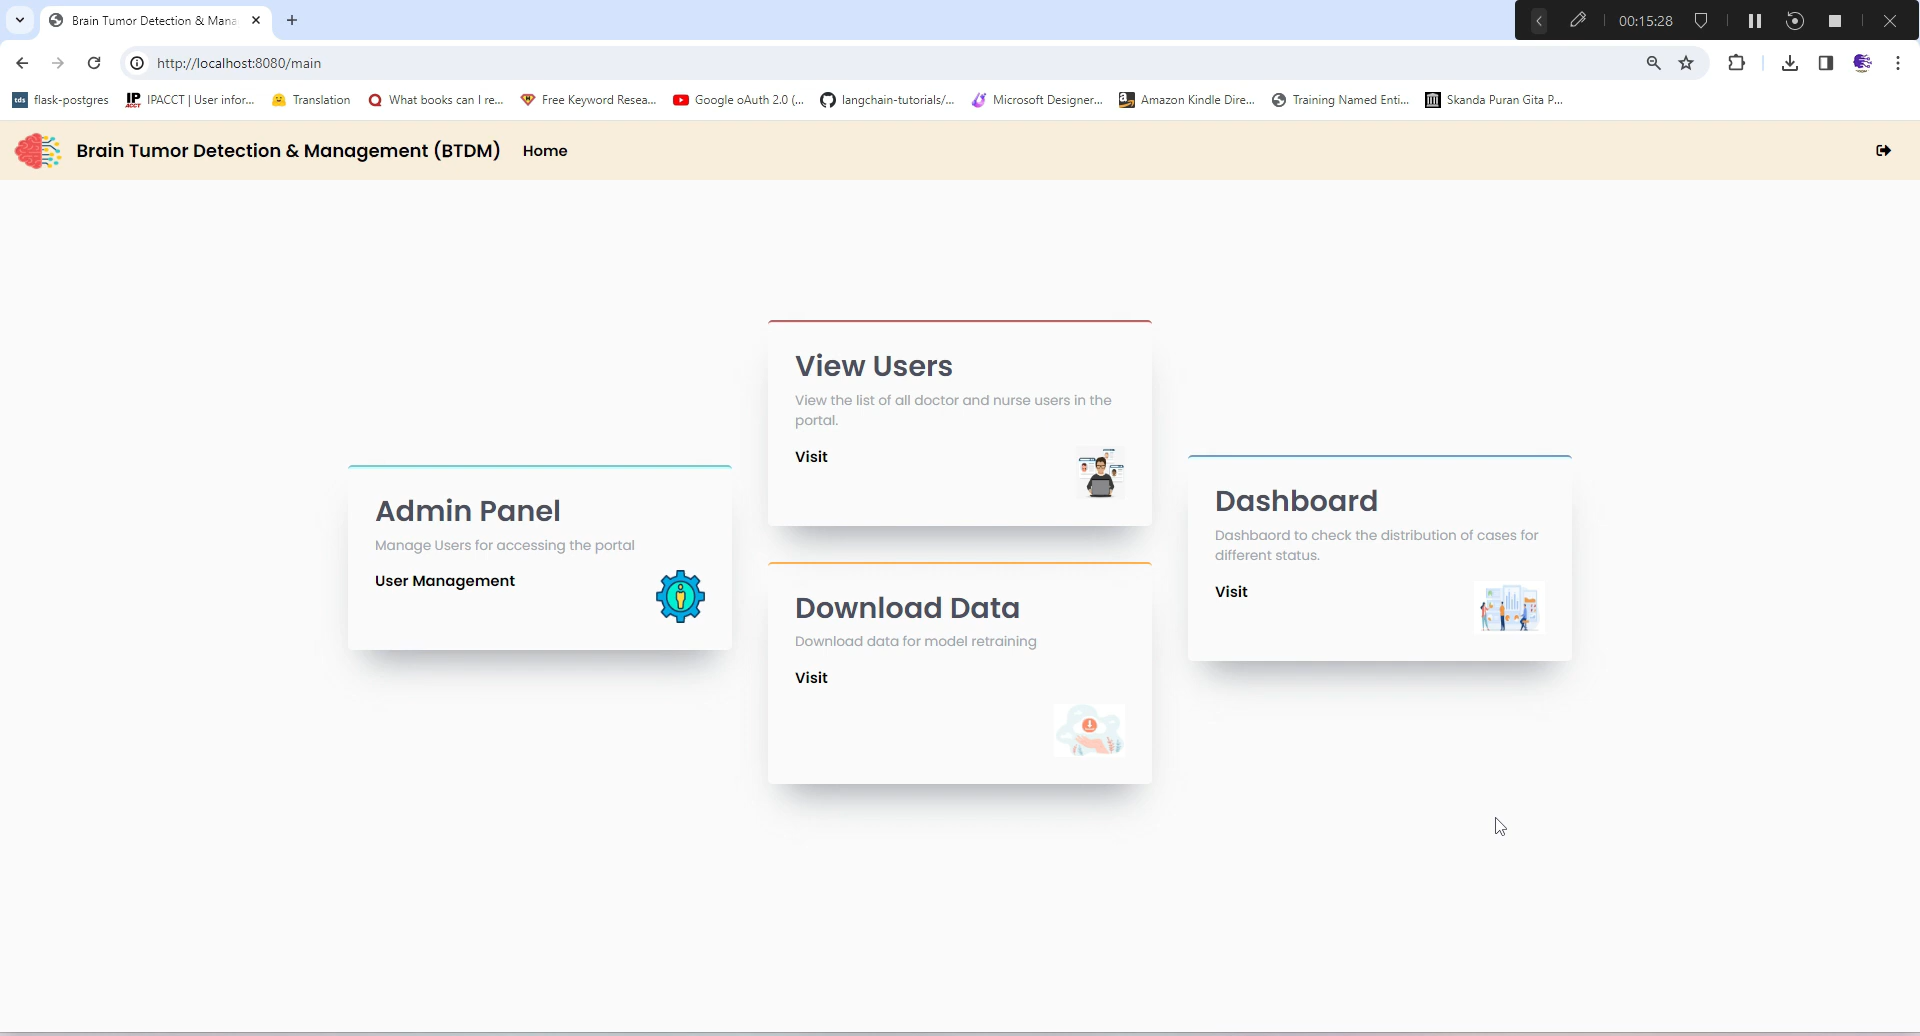 Brain Tumor Detection & Mana
00:15:28
http://localhost:8080/main
tds flask-postgres
IP ACCT IPACCT | User infor...
Translation
What books can I re...
Free Keyword Resea...
Google oAuth 2.0 (...
langchain-tutorials/...
Microsoft Designer...
Amazon Kindle Dire...
Training Named Enti...
Skanda Puran Gita P...
Brain Tumor Detection & Management (BTDM)
Home
View Users
View the list of all doctor and nurse users in the
portal.
Visit
Admin Panel
Manage Users for accessing the portal
User Management
Dashboard
Dashbaord to check the distribution of cases for
different status.
Visit
Download Data
Download data for model retraining
Visit